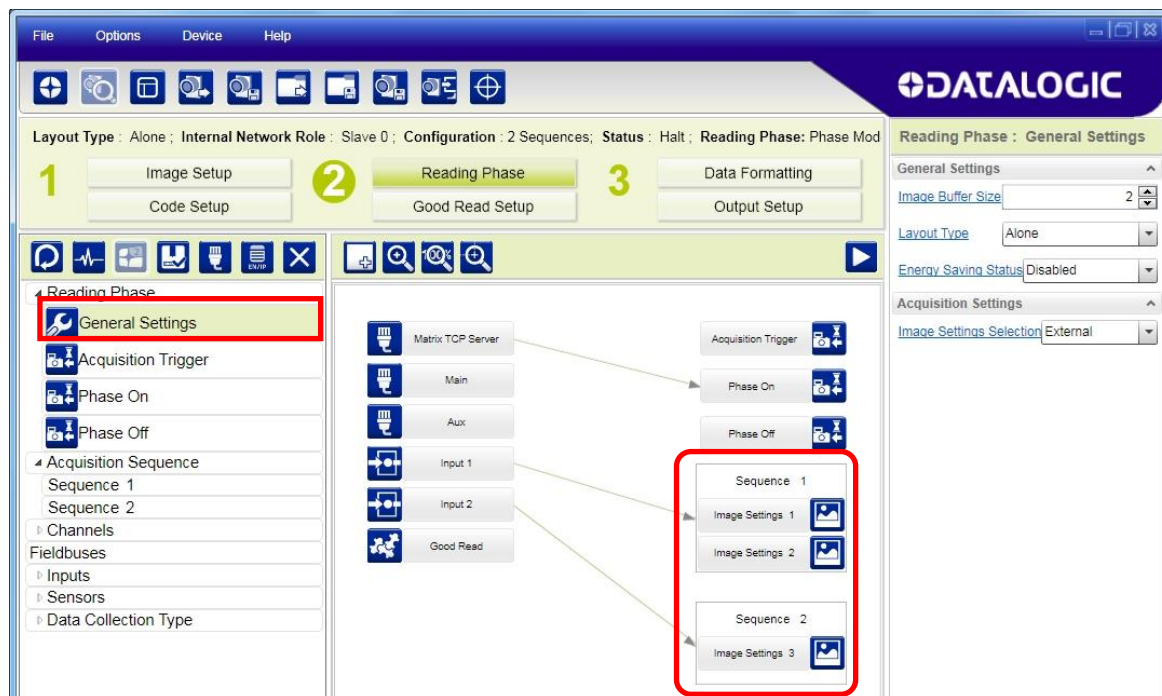 File Options Device Help
DATALOGIC
Layout Type : Alone ; Internal Network Role : Slave 0 ; Configuration : 2 Sequences; Status : Halt ; Reading Phase: Phase Mod
1 Image Setup 2 Reading Phase 3 Data Formatting
Code Setup Good Read Setup Output Setup
EN/IP
100%
Reading Phase
General Settings
Acquisition Trigger
Phase On
Phase Off
Acquisition Sequence
Sequence 1
Sequence 2
Channels
Fieldbuses
Inputs
Sensors
Data Collection Type
Matrix TCP Server
Main
Aux
Input 1
Input 2
Good Read
Acquisition Trigger
Phase On
Phase Off
Sequence 1
Image Settings 1
Image Settings 2
Sequence 2
Image Settings 3
Reading Phase : General Settings
General Settings
Image Buffer Size 2
Layout Type Alone
Energy Saving Status Disabled
Acquisition Settings
Image Settings Selection External